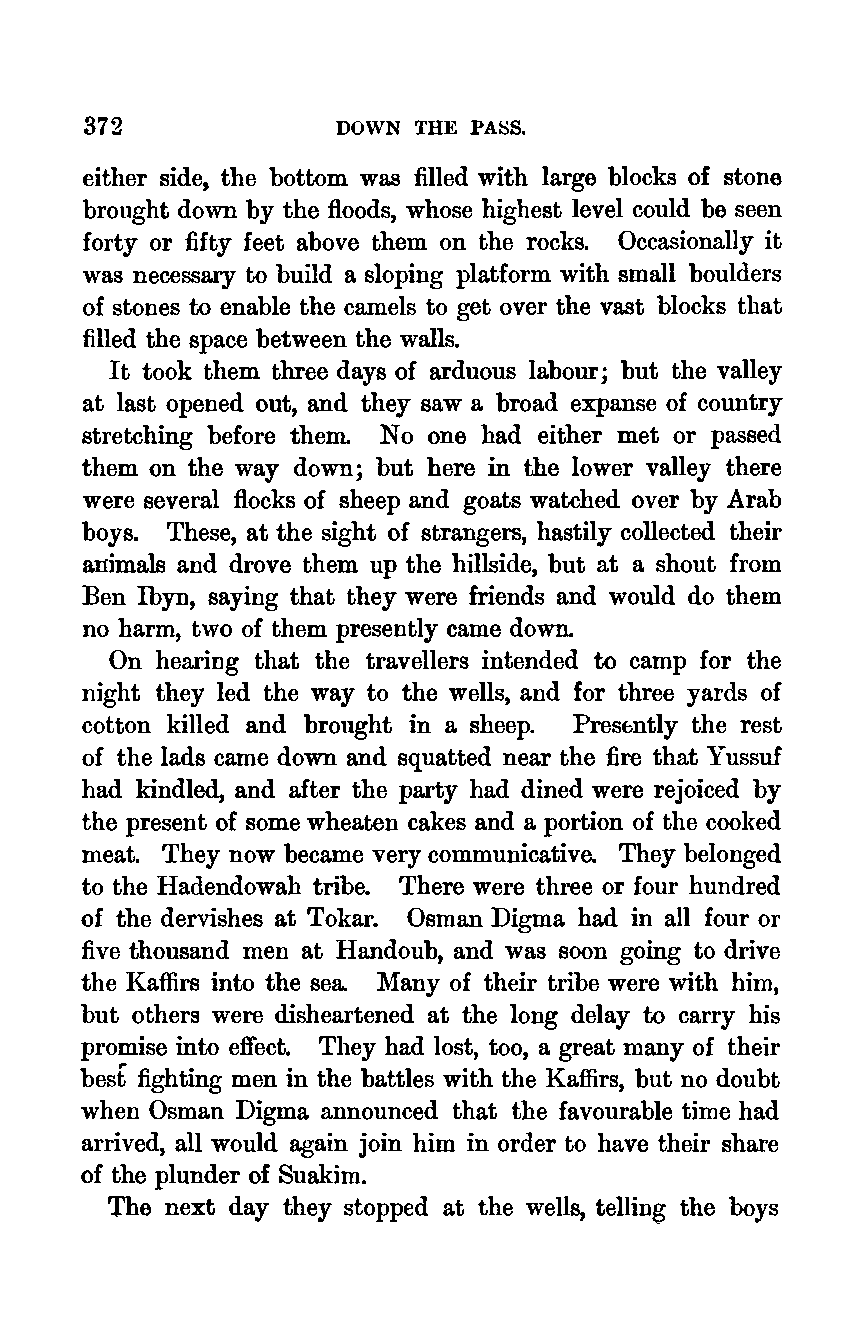 372 DOWN THE PASS.
either side, the bottom was filled with large blocks of stone
brought down by the floods, whose highest level could be seen
forty or fifty feet above them on the rocks. Occasionally it
was necessary to build a sloping platform with small boulders
of stones to enable the camels to get over the vast blocks that
filled the space between the walls.
It took them three days of arduous labour; but the valley
at last opened out, and they saw a broad expanse of country
stretching before them. No one had either met or passed
them on the way down; but here in the lower valley there
were several flocks of sheep and goats watched over by Arab
boys. These, at the sight of strangers, hastily collected their
animals and drove them up the hillside, but at a shout from
Ben Ibyn, saying that they were friends and would do them
no harm, two of them presently came down.
On hearing that the travellers intended to camp for the
night they led the way to the wells, and for three yards of
cotton killed and brought in a sheep. Presently the rest
of the lads came down and squatted near the fire that Yussuf
had kindled, and after the party had dined were rejoiced by
the present of some wheaten cakes and a portion of the cooked
meat. They now became very communicative. They belonged
to the Hadendowah tribe. There were three or four hundred
of the dervishes at Tokar. Osman Digma had in all four or
five thousand men at Handoub, and was soon going to drive
the Kaffirs into the sea. Many of their tribe were with him,
but others were disheartened at the long delay to carry his
promise into effect. They had lost, too, a great many of their
best fighting men in the battles with the Kaffirs, but no doubt
when Osman Digma announced that the favourable time had
arrived, all would again join him in order to have their share
of the plunder of Suakim.
The next day they stopped at the wells, telling the boys